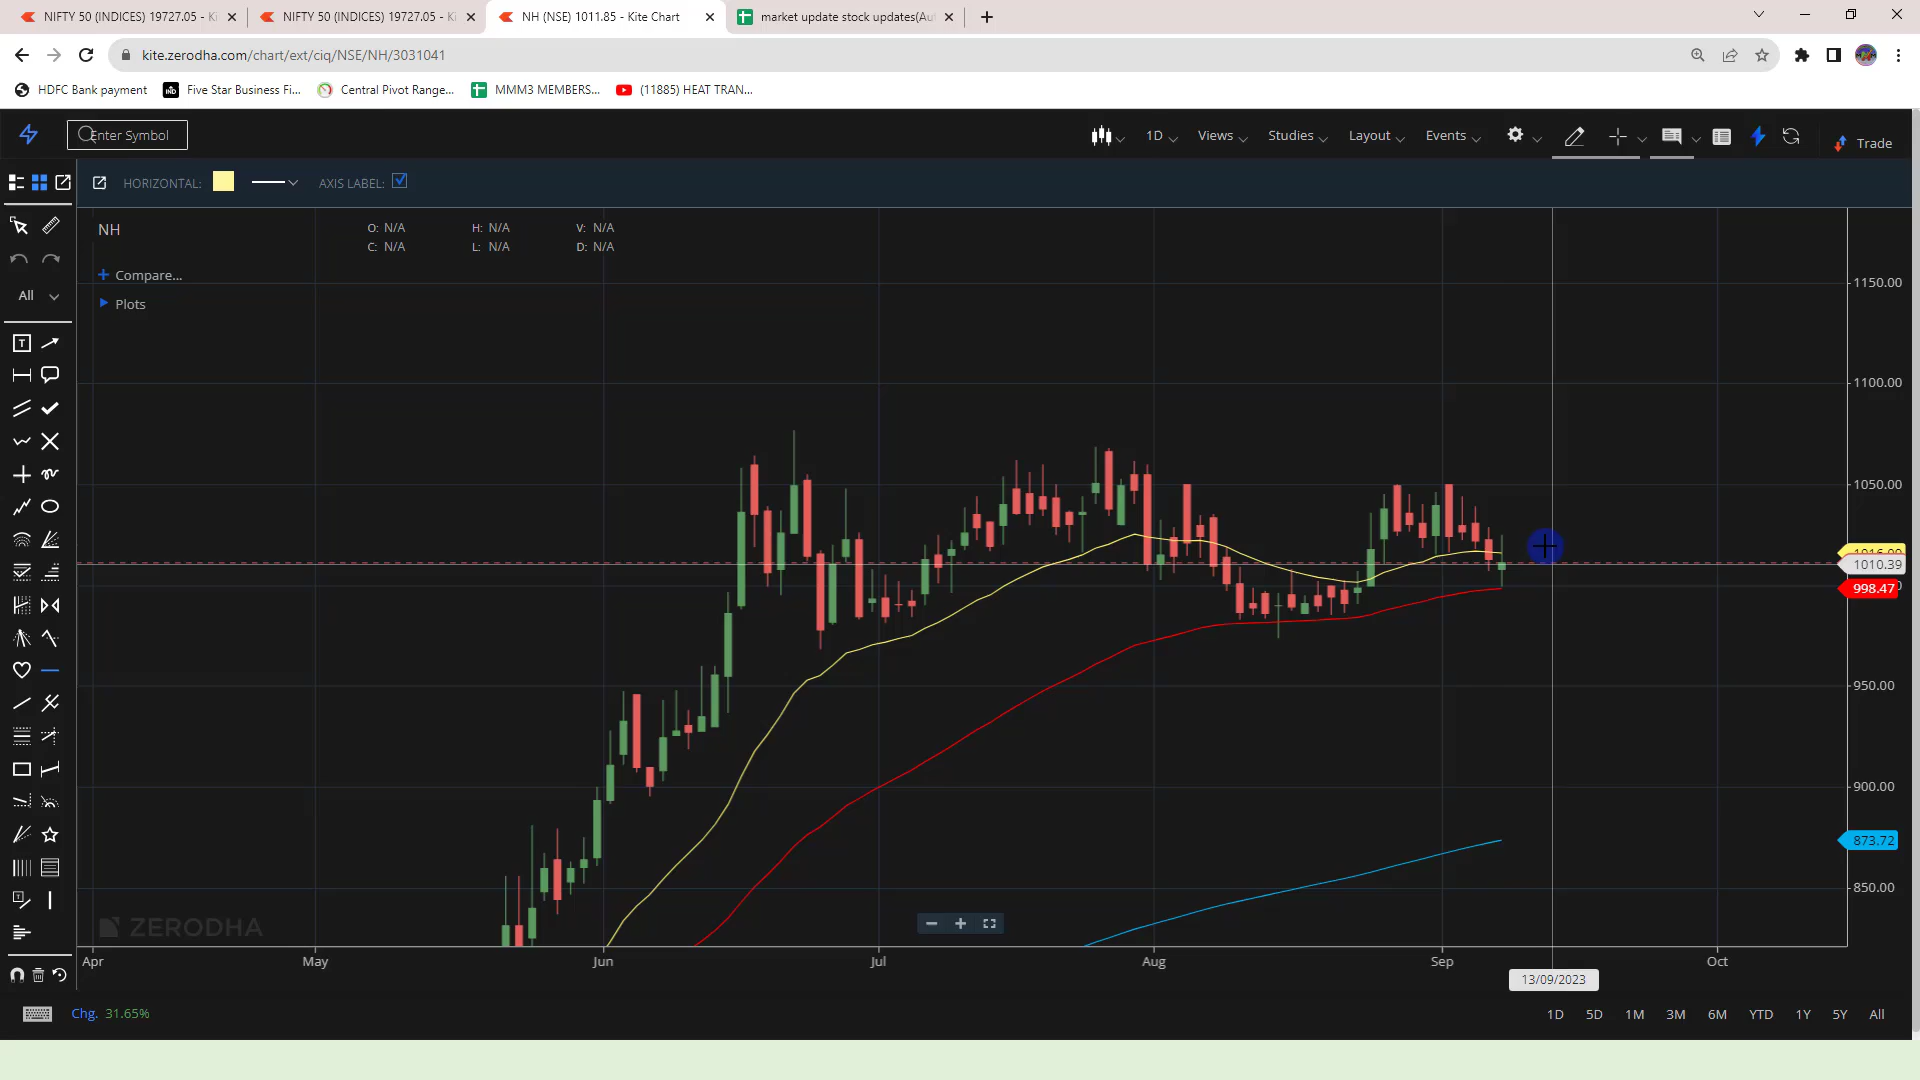 NIFTY 50 (INDICES) 19727.05 - Ki
NIFTY 50 (INDICES) 19727.05 - Ki
NH (NSE) 1011.85 - Kite Chart
market update stock updates(Au
kite.zerodha.com/chart/ext/ciq/NSE/NH/3031041
HDFC Bank payment
Five Star Business Fi...
Central Pivot Range...
MMM3 MEMBERS...
(11885) HEAT TRAN...
Enter Symbol
1D
Views
Studies
Layout
Events
Trade
HORIZONTAL:
AXIS LABEL:
NH
O: N/A
H: N/A
V: N/A
C: N/A
L: N/A
D: N/A
+ Compare...
Plots
All
1150.00
1100.00
1050.00
1016.00
1010.39
998.47
950.00
900.00
873.72
850.00
ZERODHA
Apr
May
Jun
Jul
Aug
Sep
Oct
13/09/2023
Chg. 31.65%
1D
5D
1M
3M
6M
YTD
1Y
5Y
All